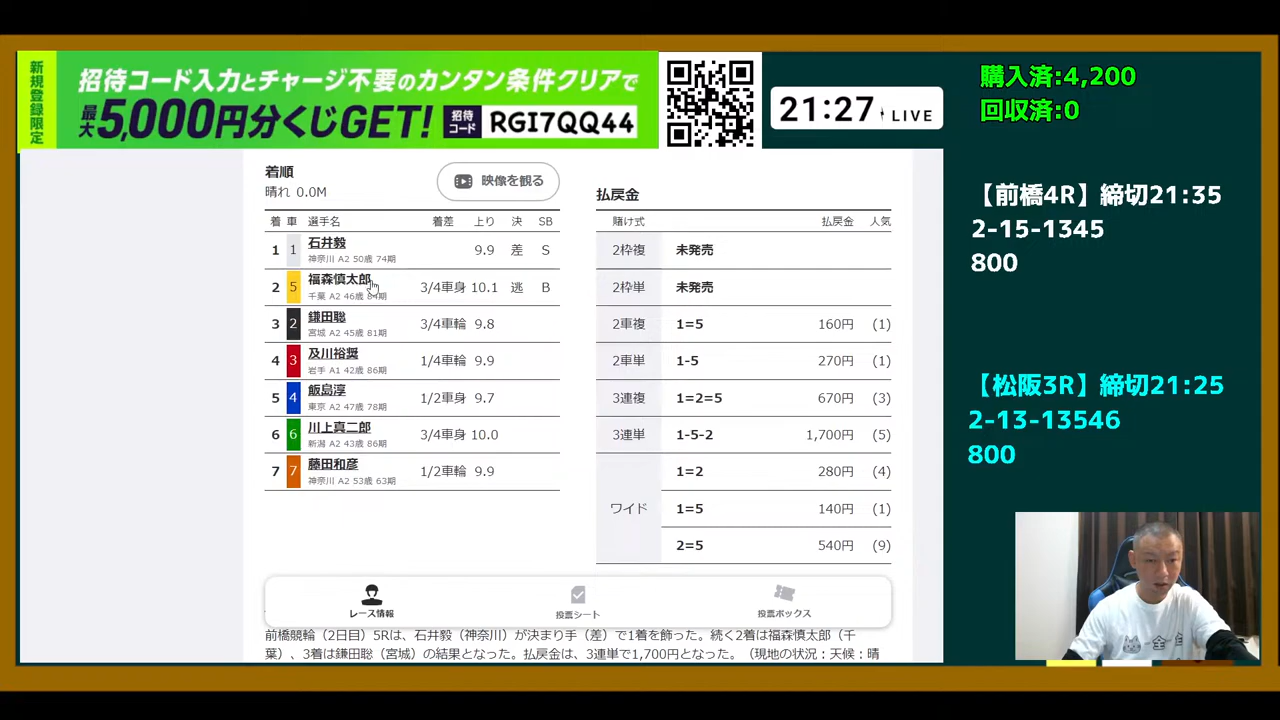 新規登録限定
招待コード入力とチャージ不要のカンタン条件クリアで
最大5,000円分くじGET! 招待コード RGI7QQ44
21:27 LIVE
購入済:4,200
回収済:0
【前橋4R】締切21:35
2-15-1345
800
【松阪3R】締切21:25
2-13-13546
800
着順
晴れ 0.0M
映像を観る
着 車 選手名 着差 上り 決 SB
1 1 石井毅 9.9 差 S
神奈川 A2 50歳 74期
2 5 福森慎太郎 3/4車身 10.1 逃 B
千葉 A2 46歳 84期
3 2 鎌田聡 3/4車輪 9.8
宮城 A2 45歳 81期
4 3 及川裕奨 1/4車輪 9.9
岩手 A1 42歳 86期
5 4 飯島淳 1/2車身 9.7
東京 A2 47歳 78期
6 6 川上真二郎 3/4車身 10.0
新潟 A2 43歳 86期
7 7 藤田和彦 1/2車輪 9.9
神奈川 A2 53歳 63期
払戻金
賭け式 払戻金 人気
2枠複 未発売
2枠単 未発売
2車複 1=5 160円 (1)
2車単 1-5 270円 (1)
3連複 1=2=5 670円 (3)
3連単 1-5-2 1,700円 (5)
ワイド
1=2 280円 (4)
1=5 140円 (1)
2=5 540円 (9)
レース情報
投票シート
投票ボックス
前橋競輪（2日目）5Rは、石井毅（神奈川）が決まり手（差）で1着を飾った。続く2着は福森慎太郎（千
葉）、3着は鎌田聡（宮城）の結果となった。払戻金は、3連単で1,700円となった。（現地の状況：天候：晴